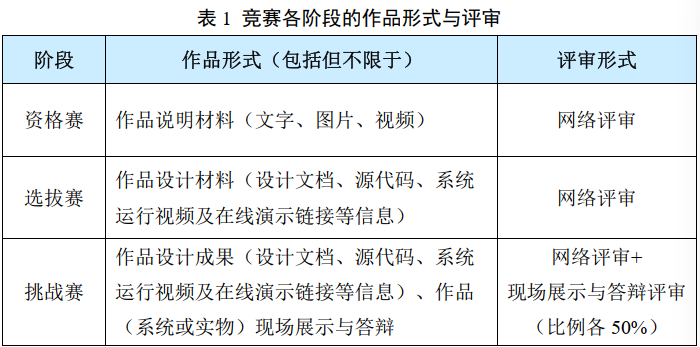 表 1 竞赛各阶段的作品形式与评审
阶段 作品形式（包括但不限于） 评审形式
资格赛 作品说明材料（文字、图片、视频） 网络评审
选拔赛 作品设计材料（设计文档、源代码、系统
运行视频及在线演示链接等信息） 网络评审
挑战赛 作品设计成果（设计文档、源代码、系统
运行视频及在线演示链接等信息）、作品
（系统或实物）现场展示与答辩
网络评审+
现场展示与答辩评审
（比例各 50%）